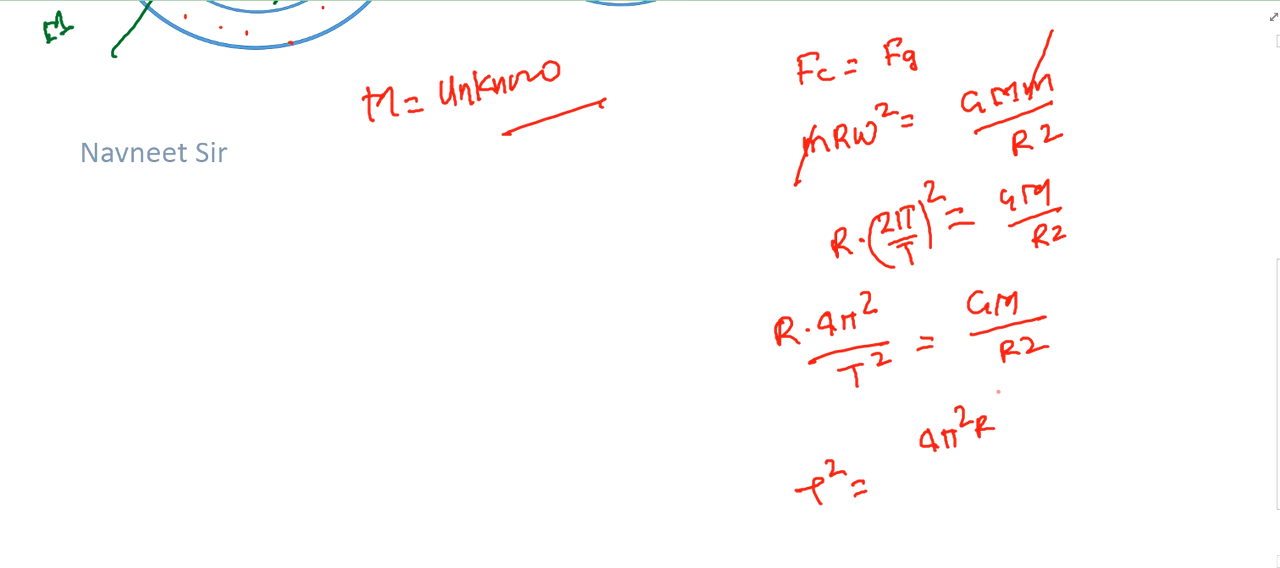 M
M = Unknown
Navneet Sir
Fc = Fg
mRω² = GMm / R2
R · (2π/T)² = GM / R2
R · 4π² / T² = GM / R2
4π²R
T² =